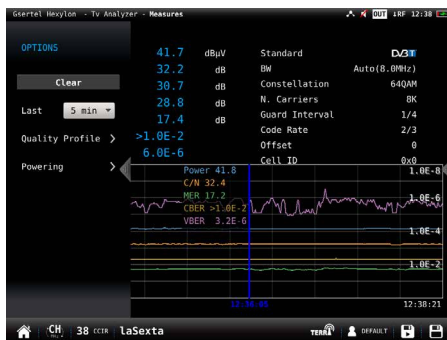 Gsertel Hexylon - Tv Analyzer - Measures OUT ↓RF 12:38
OPTIONS
Clear
Last 5 min
Quality Profile >
Powering >
41.7 dBµV Standard DVB T
32.2 dB BW Auto(8.0MHz)
30.7 dB Constellation 64QAM
28.8 dB N. Carriers 8K
17.4 dB Guard Interval 1/4
>1.0E-2 Code Rate 2/3
6.0E-6 Offset 0
Cell ID 0x0
Power 41.8 1.0E-8
C/N 32.4
MER 17.2 1.0E-6
CBER >1.0E-2
VBER 3.2E-6 1.0E-4
1.0E-2
12:38:21
CH 38 CCIR laSexta TERR DEFAULT